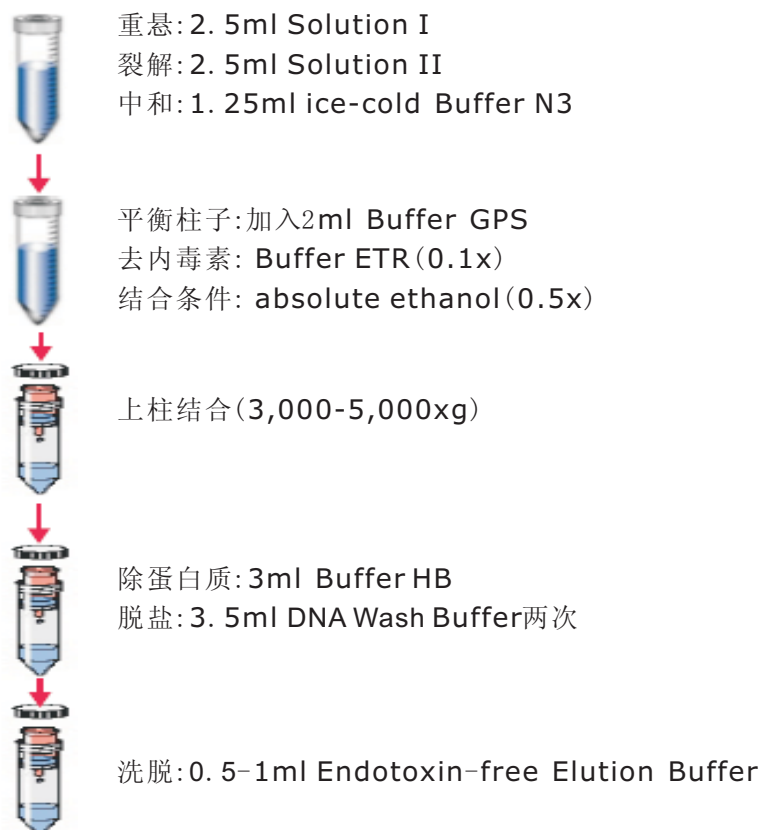 重悬:2. 5ml Solution I
裂解:2.5ml Solution II
中和:1. 25ml ice-cold Buffer N3
平衡柱子:加入2ml Buffer GPS
去内毒素: Buffer ETR(0.1x)
结合条件: absolute ethanol(0.5x)
上柱结合(3,000-5,000xg)
除蛋白质:3ml Buffer HB
脱盐:3. 5ml DNA Wash Buffer两次
洗脱:0. 5-1ml Endotoxin-free Elution Buffer